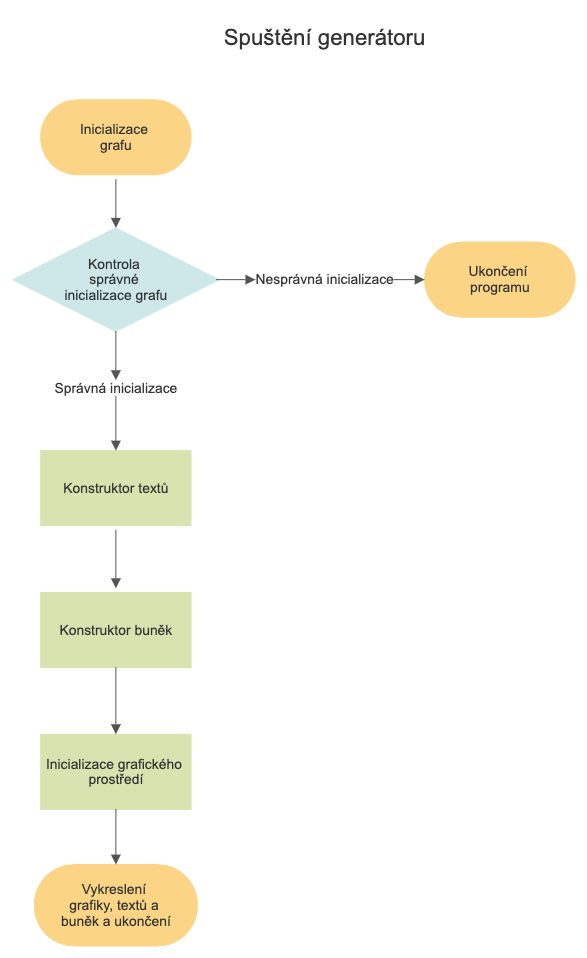 Spuštění generátoru
Inicializace
grafu
Kontrola
správné
inicializace grafu
Nesprávná inicializace
Ukončení
programu
Správná inicializace
Konstruktor textů
Konstruktor buněk
Inicializace grafického
prostředí
Vykreslení
grafiky, textů a
buněk a ukončení